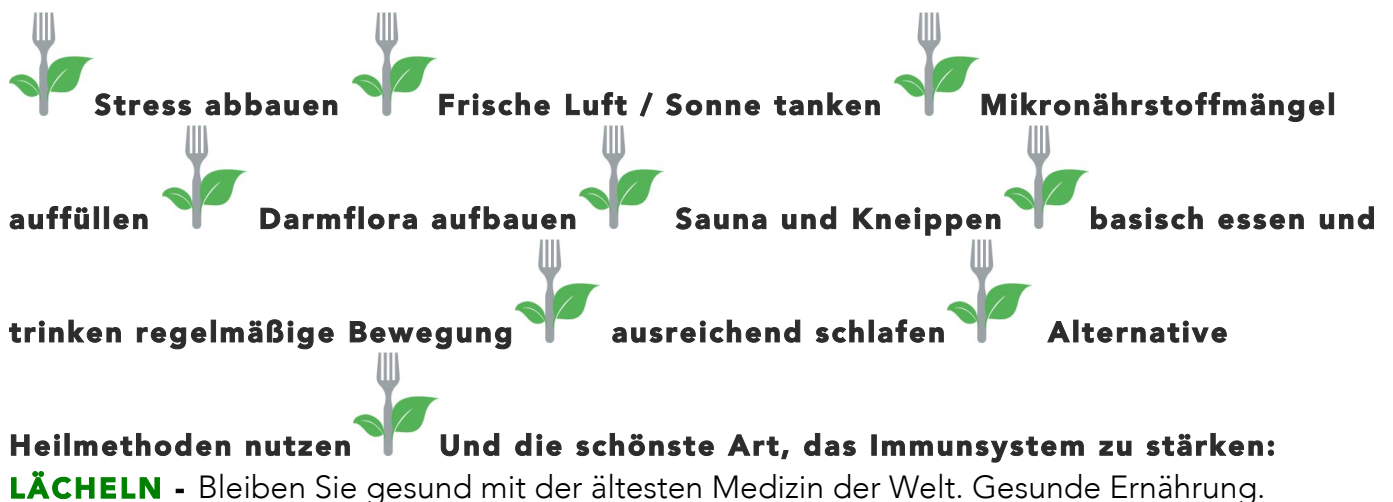 Stress abbauen Frische Luft / Sonne tanken Mikronährstoffmängel
auffüllen Darmflora aufbauen Sauna und Kneippen basisch essen und
trinken regelmäßige Bewegung ausreichend schlafen Alternative
Heilmethoden nutzen Und die schönste Art, das Immunsystem zu stärken:
LÄCHELN - Bleiben Sie gesund mit der ältesten Medizin der Welt. Gesunde Ernährung.